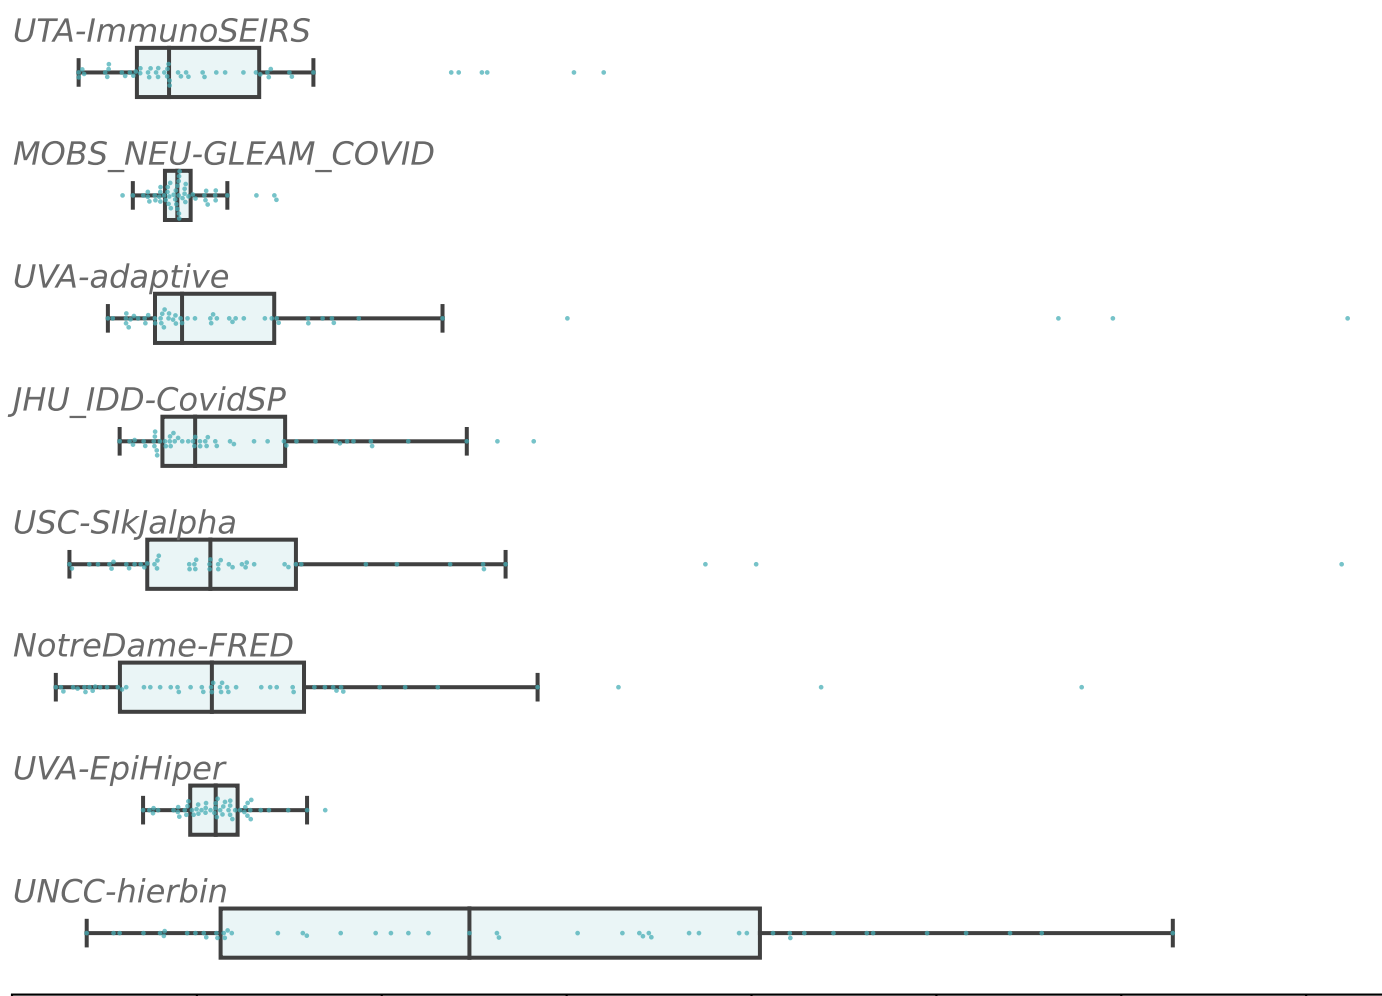 UTA-ImmunoSEIRS
MOBS_NEU-GLEAM_COVID
UVA-adaptive
JHU_IDD-CovidSP
USC-SIkJalpha
NotreDame-FRED
UVA-EpiHiper
UNCC-hierbin